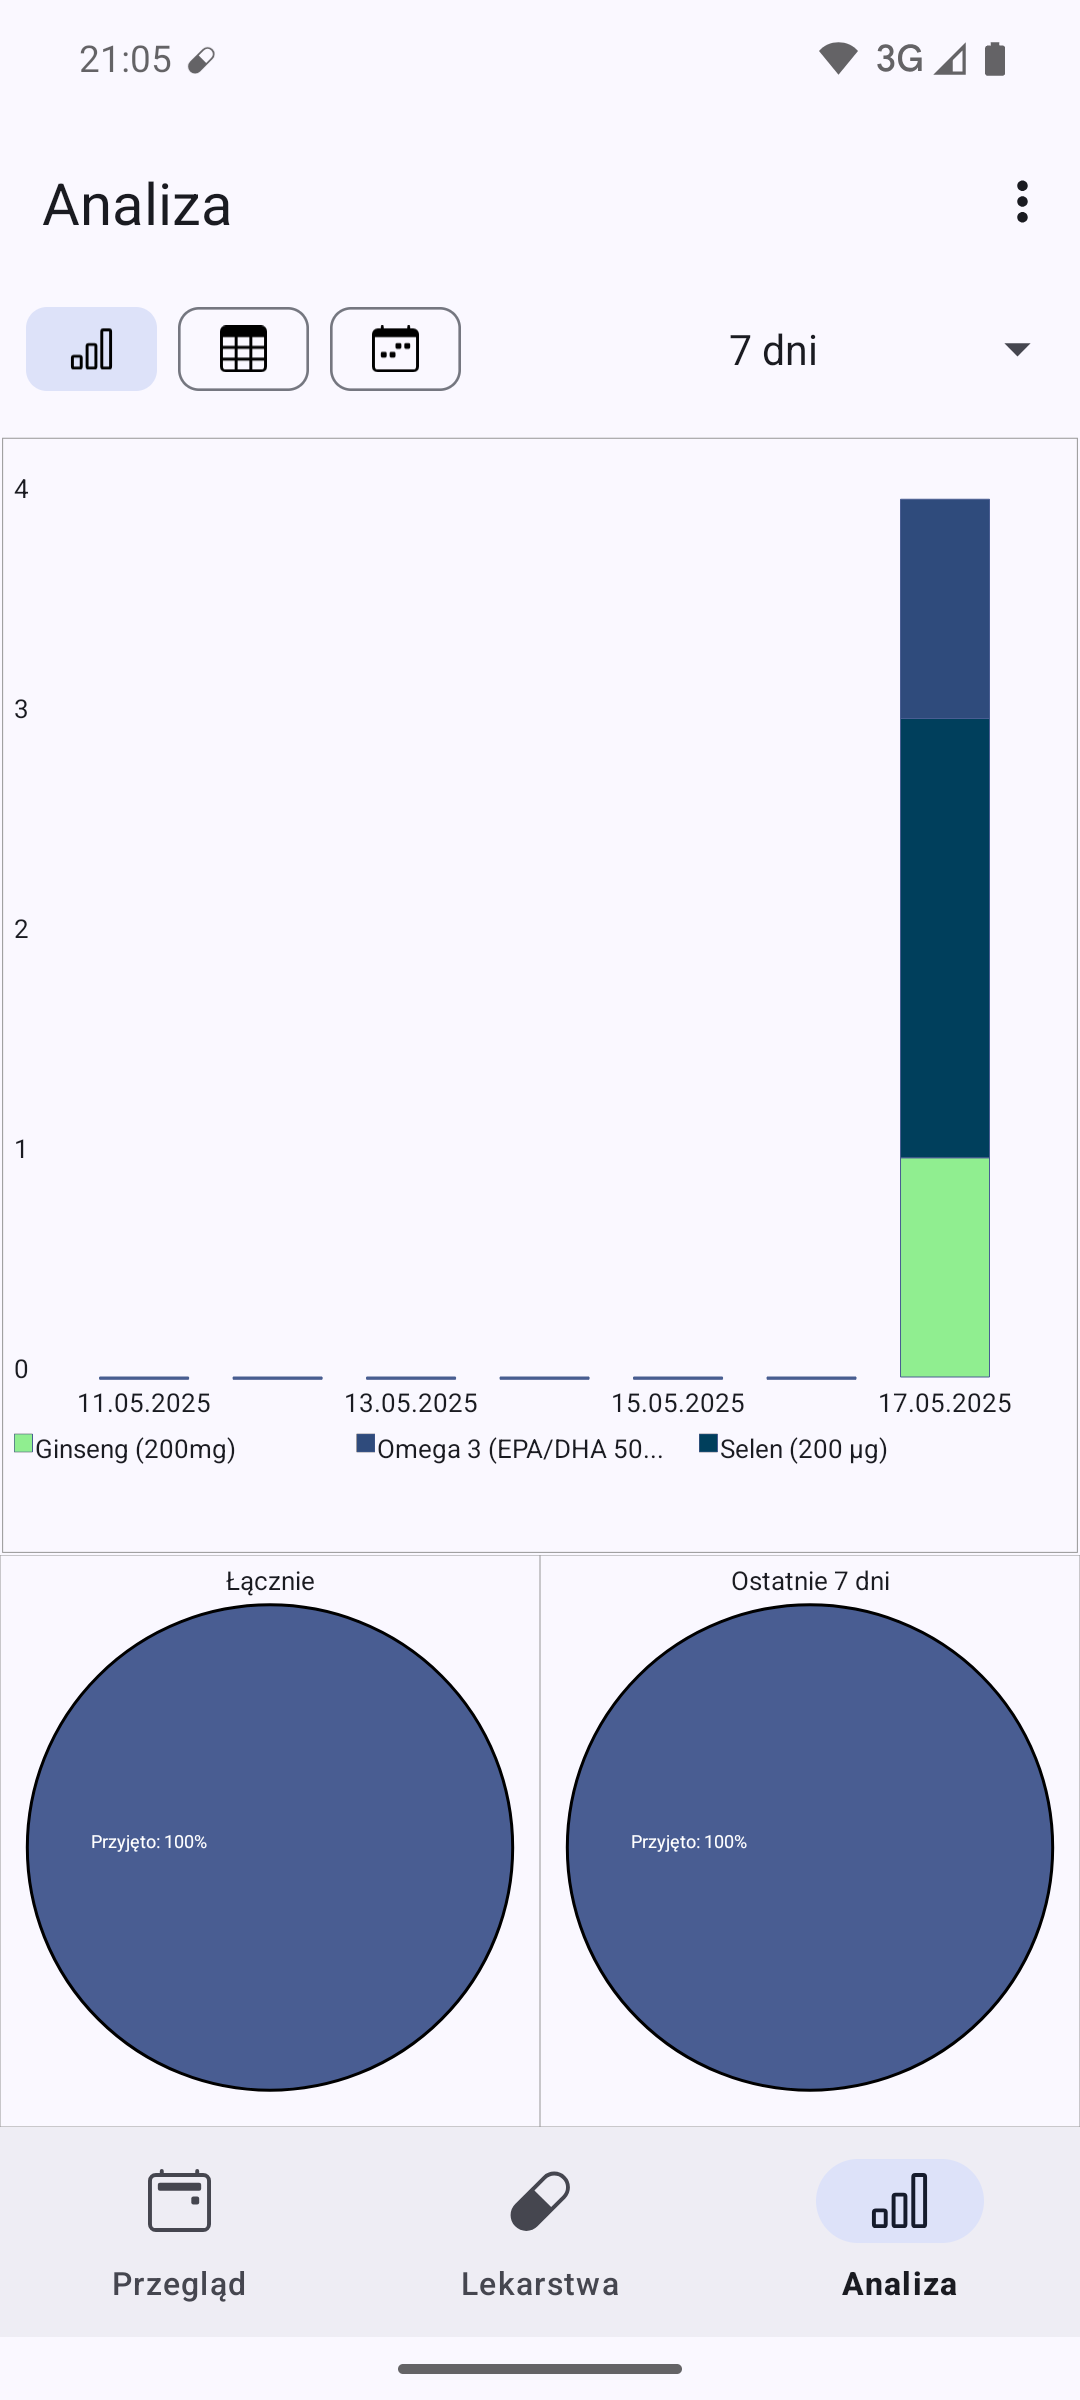 21:05
3G
Analiza
7 dni
4
3
2
1
0
11.05.2025 13.05.2025 15.05.2025 17.05.2025
Ginseng (200mg) Omega 3 (EPA/DHA 50... Selen (200 µg)
Łącznie
Przyjęto: 100%
Ostatnie 7 dni
Przyjęto: 100%
Przegląd Lekarstwa Analiza